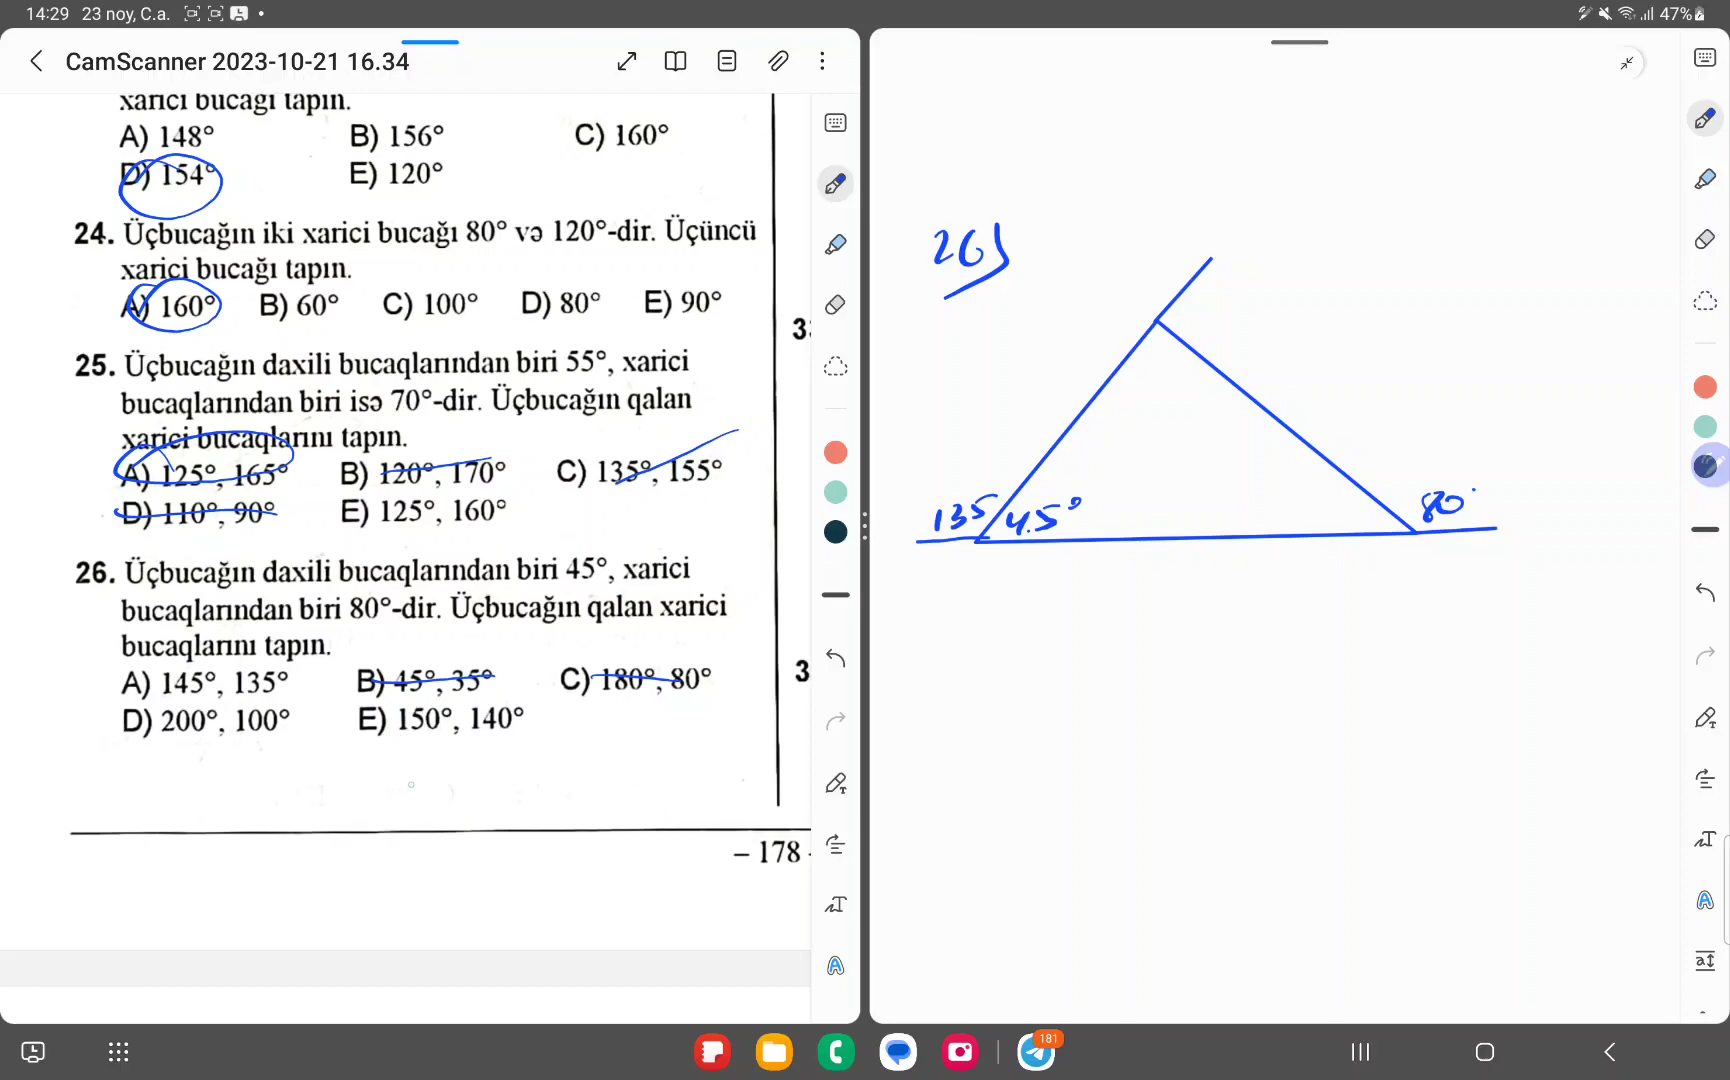 14:29 23 noy, C.a.
47%
CamScanner 2023-10-21 16.34
xarici bucağı tapın.
A) 148° B) 156° C) 160°
D) 154° E) 120°
24. Üçbucağın iki xarici bucağı 80° və 120°-dir. Üçüncü
xarici bucağı tapın.
A) 160° B) 60° C) 100° D) 80° E) 90°
25. Üçbucağın daxili bucaqlarından biri 55°, xarici
bucaqlarından biri isə 70°-dir. Üçbucağın qalan
xarici bucaqlarını tapın.
A) 125°, 165° B) 120°, 170° C) 135°, 155°
D) 110°, 90° E) 125°, 160°
26. Üçbucağın daxili bucaqlarından biri 45°, xarici
bucaqlarından biri 80°-dir. Üçbucağın qalan xarici
bucaqlarını tapın.
A) 145°, 135° B) 45°, 35° C) 180°, 80°
D) 200°, 100° E) 150°, 140°
– 178
3
26)
135 45° 80°
181